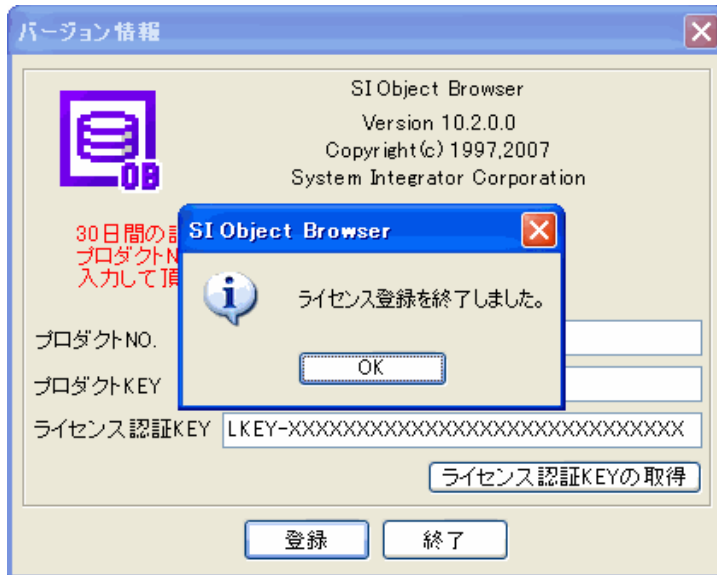 バージョン情報
OB
SI Object Browser
Version 10.2.0.0
Copyright(c) 1997,2007
System Integrator Corporation
30日間の
プロダクトN
入力して頂
SI Object Browser
ライセンス登録を終了しました。
OK
プロダクトNO.
プロダクトKEY
ライセンス認証KEY LKEY-XXXXXXXXXXXXXXXXXXXXXXXXXXXXX
ライセンス認証KEYの取得
登録 終了